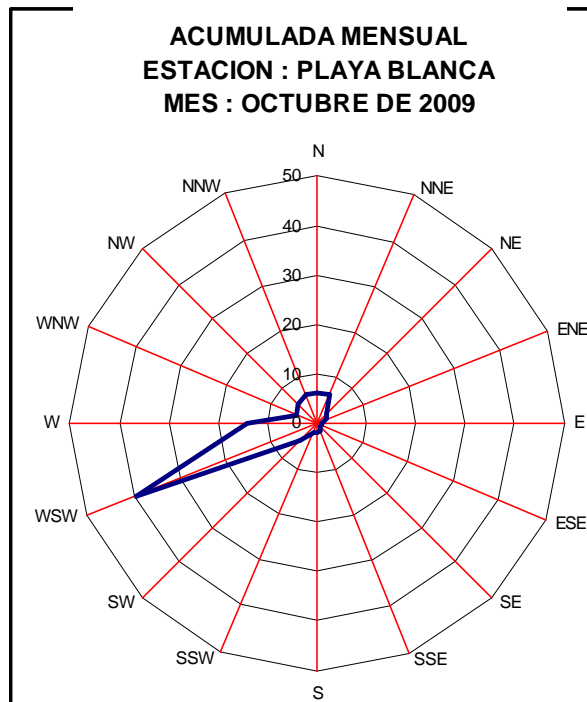 ACUMULADA MENSUAL
ESTACION : PLAYA BLANCA
MES : OCTUBRE DE 2009
N
NNW
50
NNE
NW
40
NE
30
WNW
20
ENE
10
W
0
E
WSW
ESE
SW
SE
SSW
SSE
S